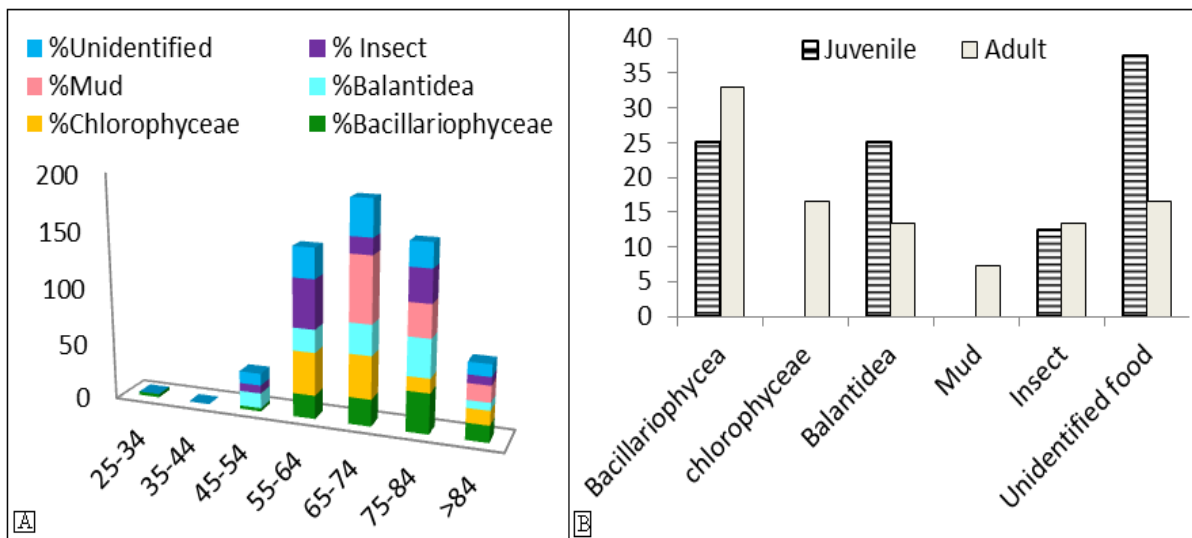 %Unidentified % Insect
%Mud %Balantidea
%Chlorophyceae %Bacillariophyceae
200
150
100
50
0
25-34
35-44
45-54
55-64
65-74
75-84
>84
A
Juvenile Adult
40
35
30
25
20
15
10
5
0
Bacillariophycea
chlorophyceae
Balantidea
Mud
Insect
Unidentified food
B